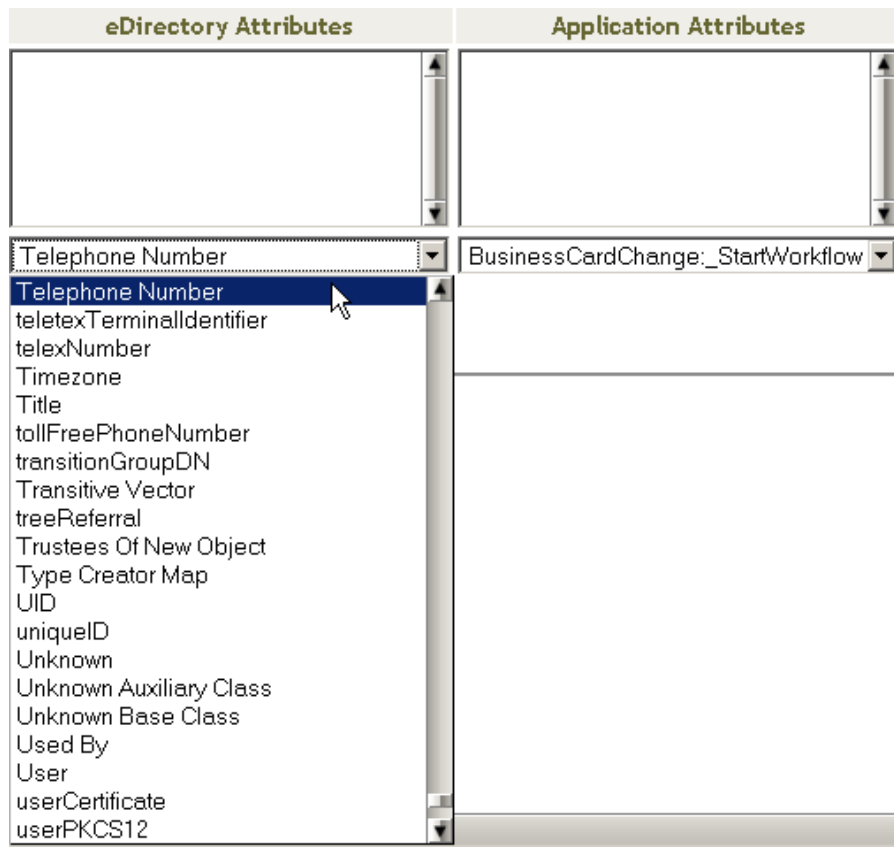 eDirectory Attributes
Application Attributes
Telephone Number
BusinessCardChange:_StartWorkflow
Telephone Number
teletexTerminalIdentifier
telexNumber
Timezone
Title
tollFreePhoneNumber
transitionGroupDN
Transitive Vector
treeReferral
Trustees Of New Object
Type Creator Map
UID
uniqueID
Unknown
Unknown Auxiliary Class
Unknown Base Class
Used By
User
userCertificate
userPKCS12